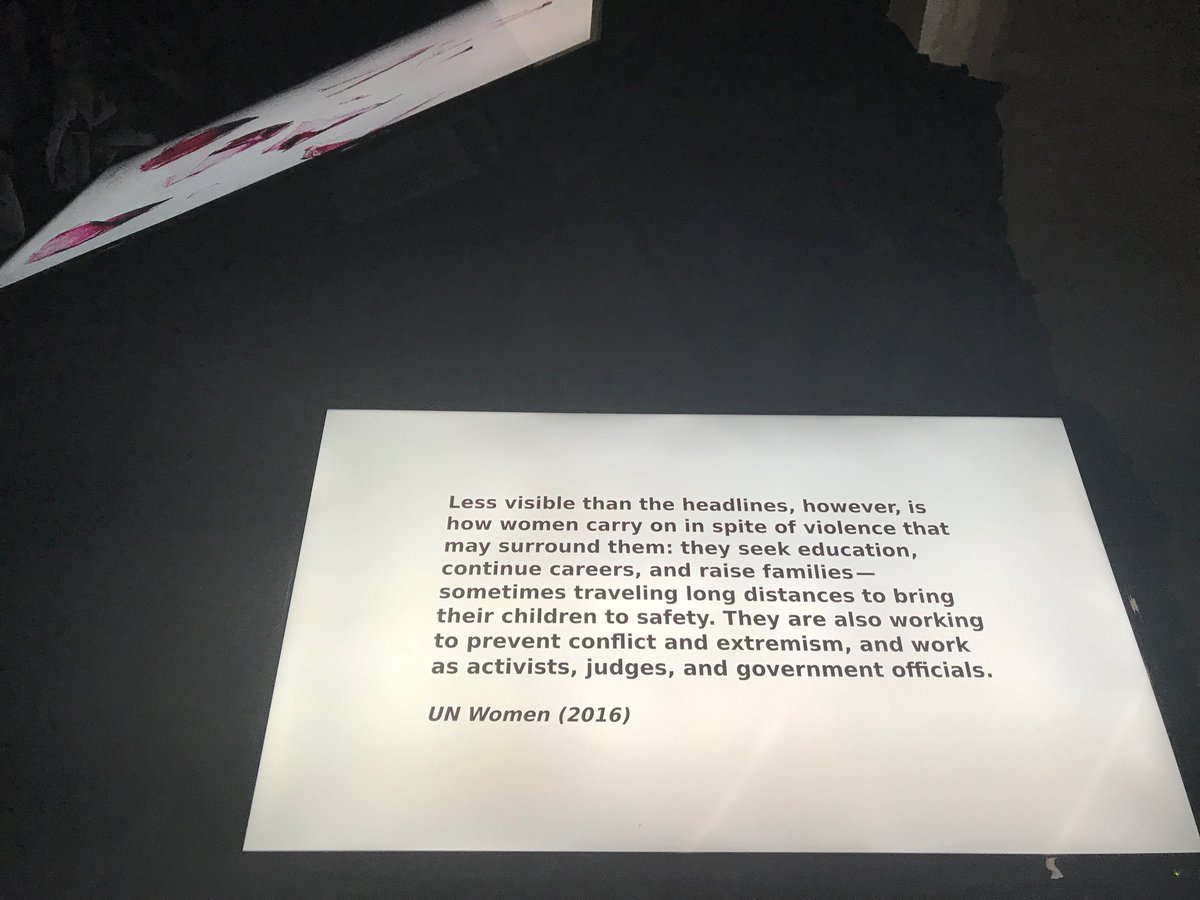 Less visible than the headlines, however, is
how women carry on in spite of violence that
may surround them: they seek education,
continue careers, and raise families—
sometimes traveling long distances to bring
their children to safety. They are also working
to prevent conflict and extremism, and work
as activists, judges, and government officials.
UN Women (2016)